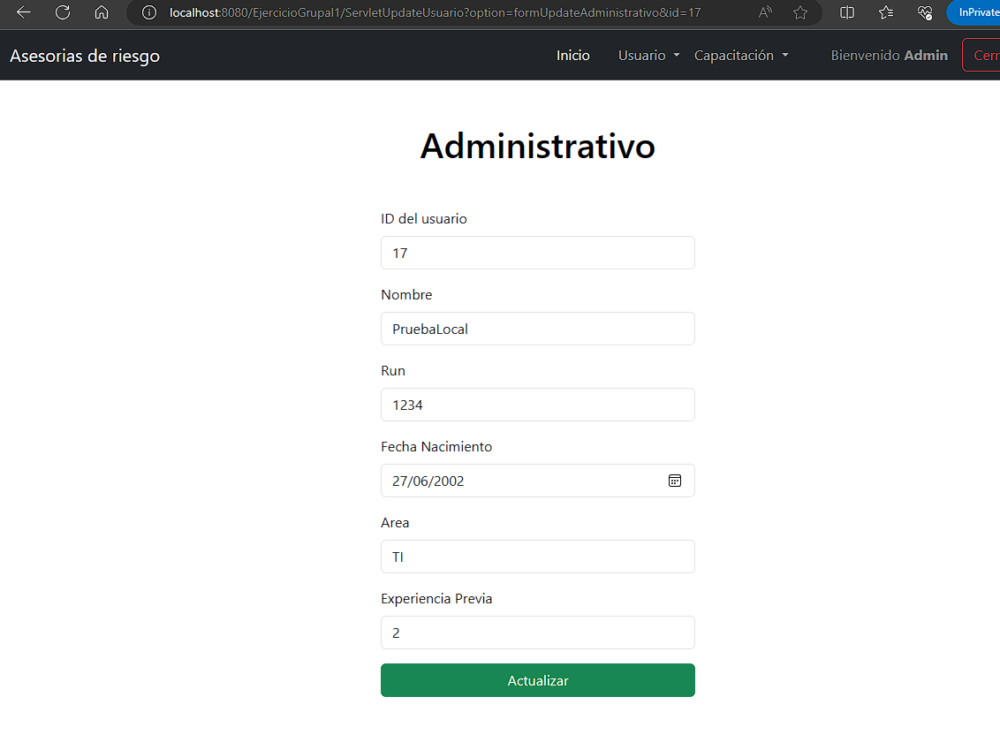 localhost:8080/EjercicioGrupal1/ServletUpdateUsuario?option=formUpdateAdministrativo&id=17
InPrivate
Asesorias de riesgo Inicio Usuario Capacitación Bienvenido Admin Cerr
Administrativo
ID del usuario
17
Nombre
PruebaLocal
Run
1234
Fecha Nacimiento
27/06/2002
Area
TI
Experiencia Previa
2
Actualizar